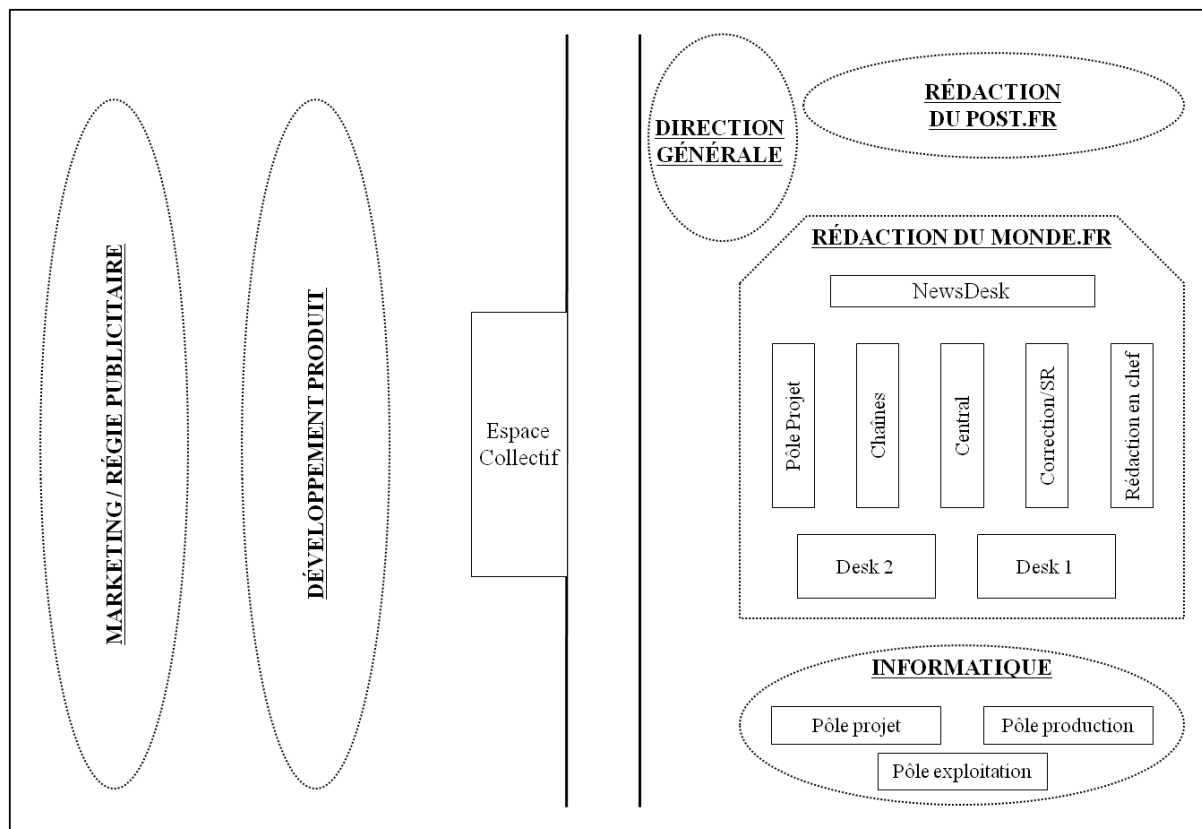 MARKETING / RÉGIE PUBLICITAIRE
DÉVELOPPEMENT PRODUIT
Espace
Collectif
DIRECTION
GÉNÉRALE
RÉDACTION
DU POST.FR
RÉDACTION DU MONDE.FR
NewsDesk
Pôle Projet
Chaînes
Central
Correction/SR
Rédaction en chef
Desk 2
Desk 1
INFORMATIQUE
Pôle projet
Pôle production
Pôle exploitation